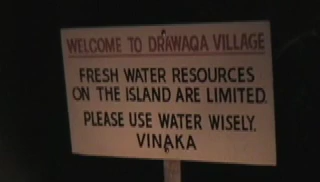 WELCOME TO DRAWAQA VILLAGE
FRESH WATER RESOURCES
ON THE ISLAND ARE LIMITED.
PLEASE USE WATER WISELY.
VINAKA